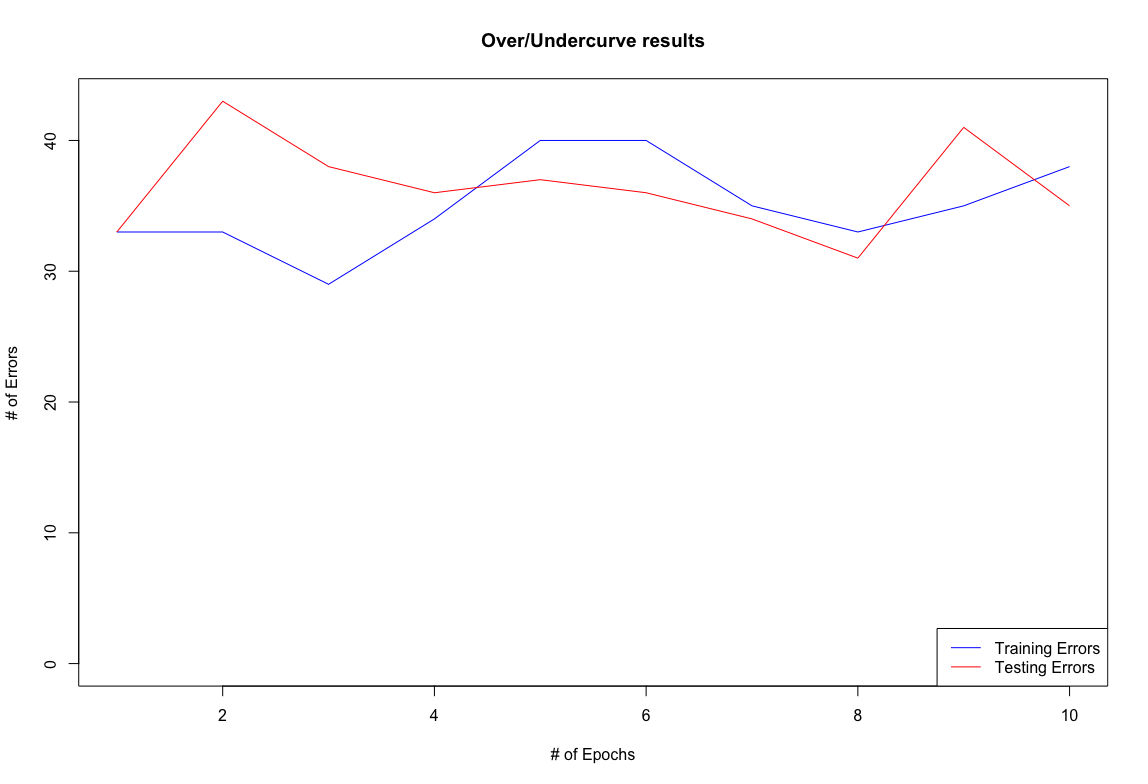 Over/Undercurve results
# of Errors
40
30
20
10
0
2 4 6 8 10
# of Epochs
Training Errors
Testing Errors